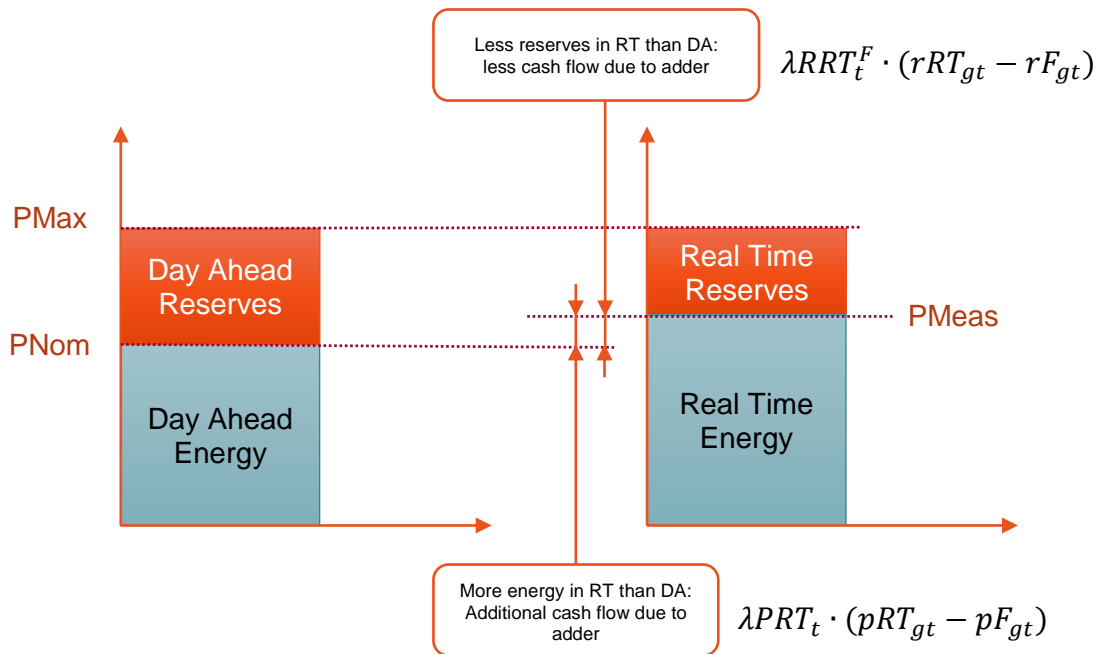 Less reserves in RT than DA:
less cash flow due to adder
λRRT_t^F · (rRT_gt − rF_gt)
PMax
Day Ahead
Reserves
Real Time
Reserves
PMeas
PNom
Day Ahead
Energy
Real Time
Energy
More energy in RT than DA:
Additional cash flow due to
adder
λPRT_t · (pRT_gt − pF_gt)